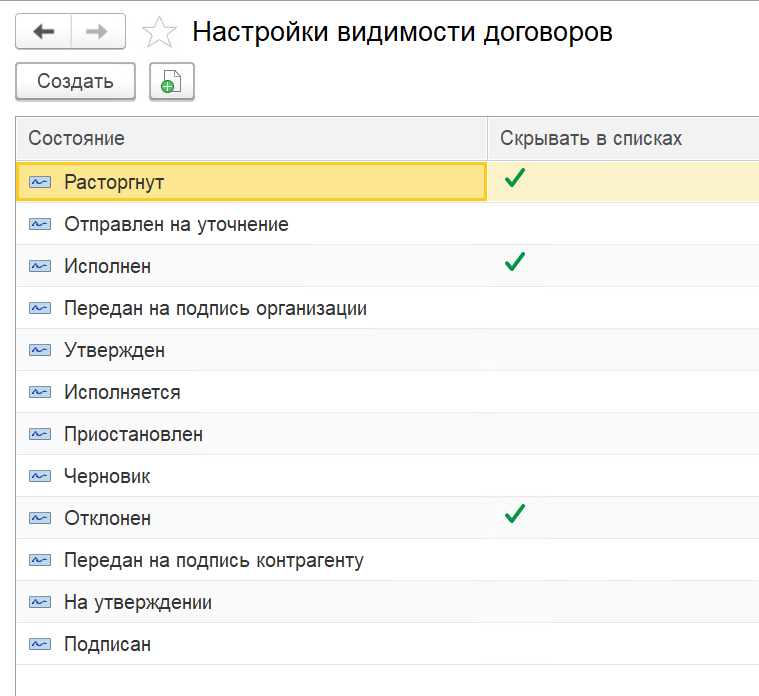 Настройки видимости договоров
Создать
Состояние Скрывать в списках
Расторгнут
Отправлен на уточнение
Исполнен
Передан на подпись организации
Утвержден
Исполняется
Приостановлен
Черновик
Отклонен
Передан на подпись контрагенту
На утверждении
Подписан